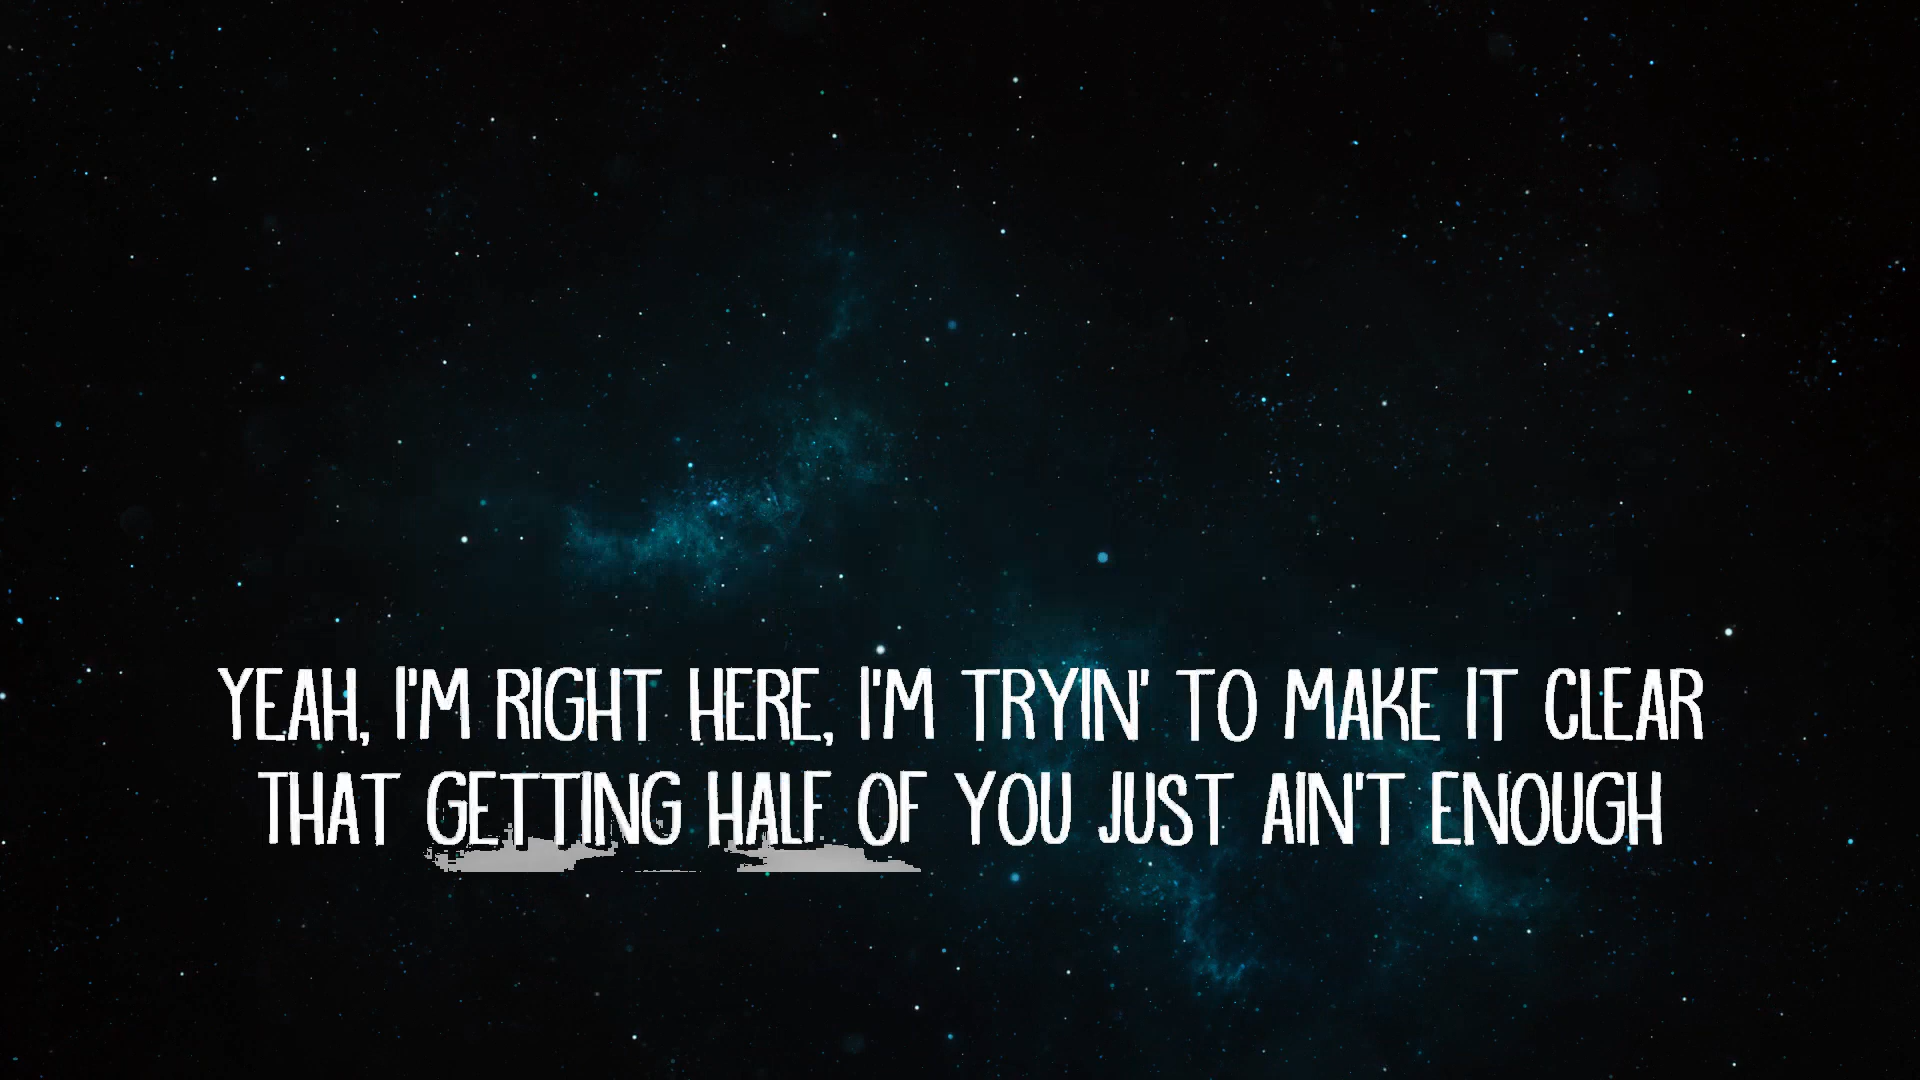 YEAH, I'M RIGHT HERE, I'M TRYIN' TO MAKE IT CLEAR
THAT GETTING HALF OF YOU JUST AIN'T ENOUGH